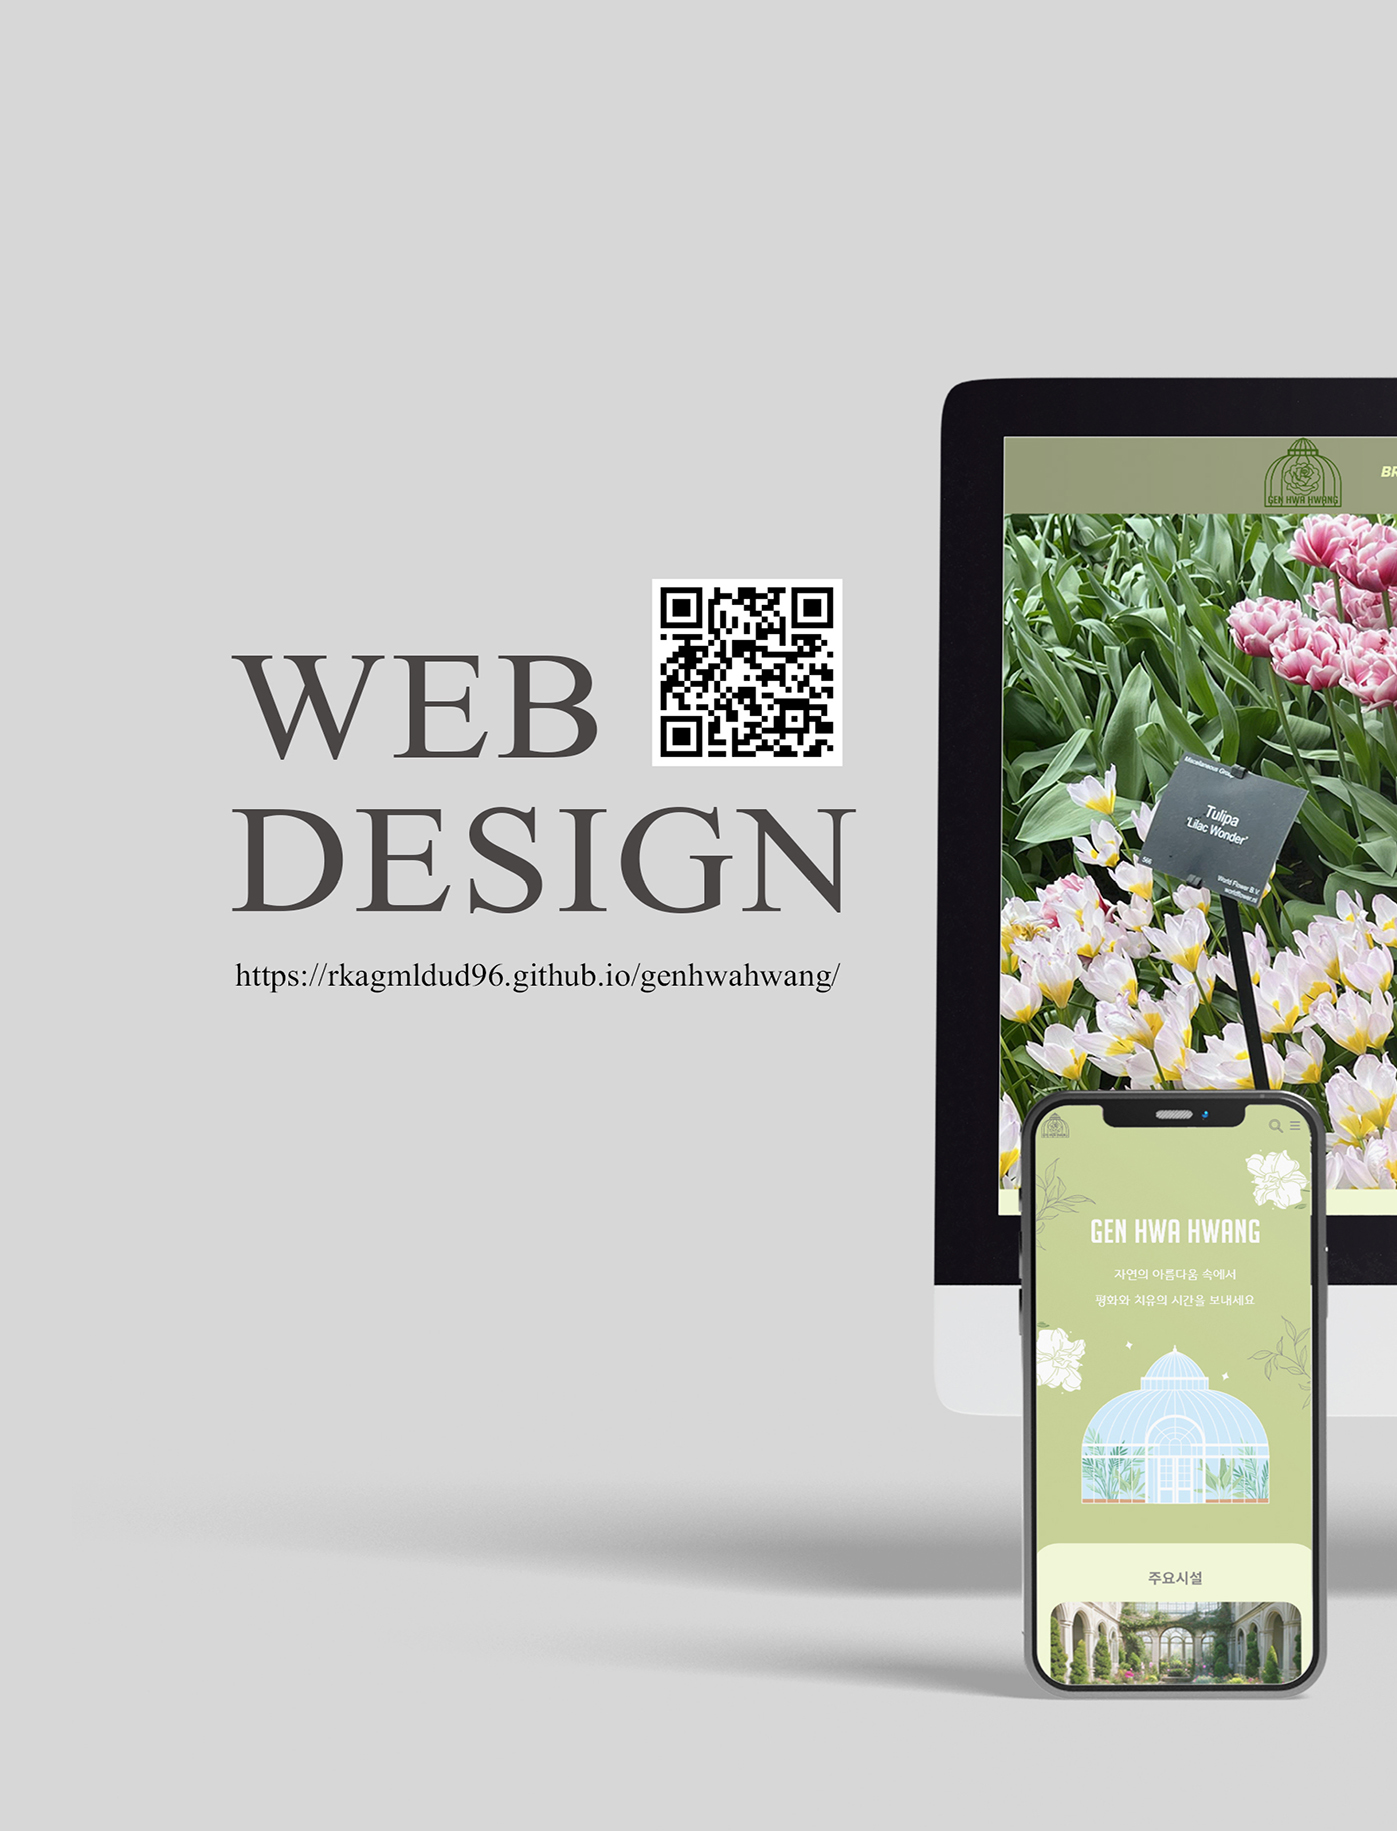 WEB
DESIGN
https://rkagmldud96.github.io/genhwahwang/
GEN HWA HWANG
BR
Miscellaneous
Tulipa
'Lilac Wonder'
566
World Flower B.V.
worldflower.nl
GEN HWA HWANG
자연의 아름다움 속에서
평화와 치유의 시간을 보내세요
주요시설